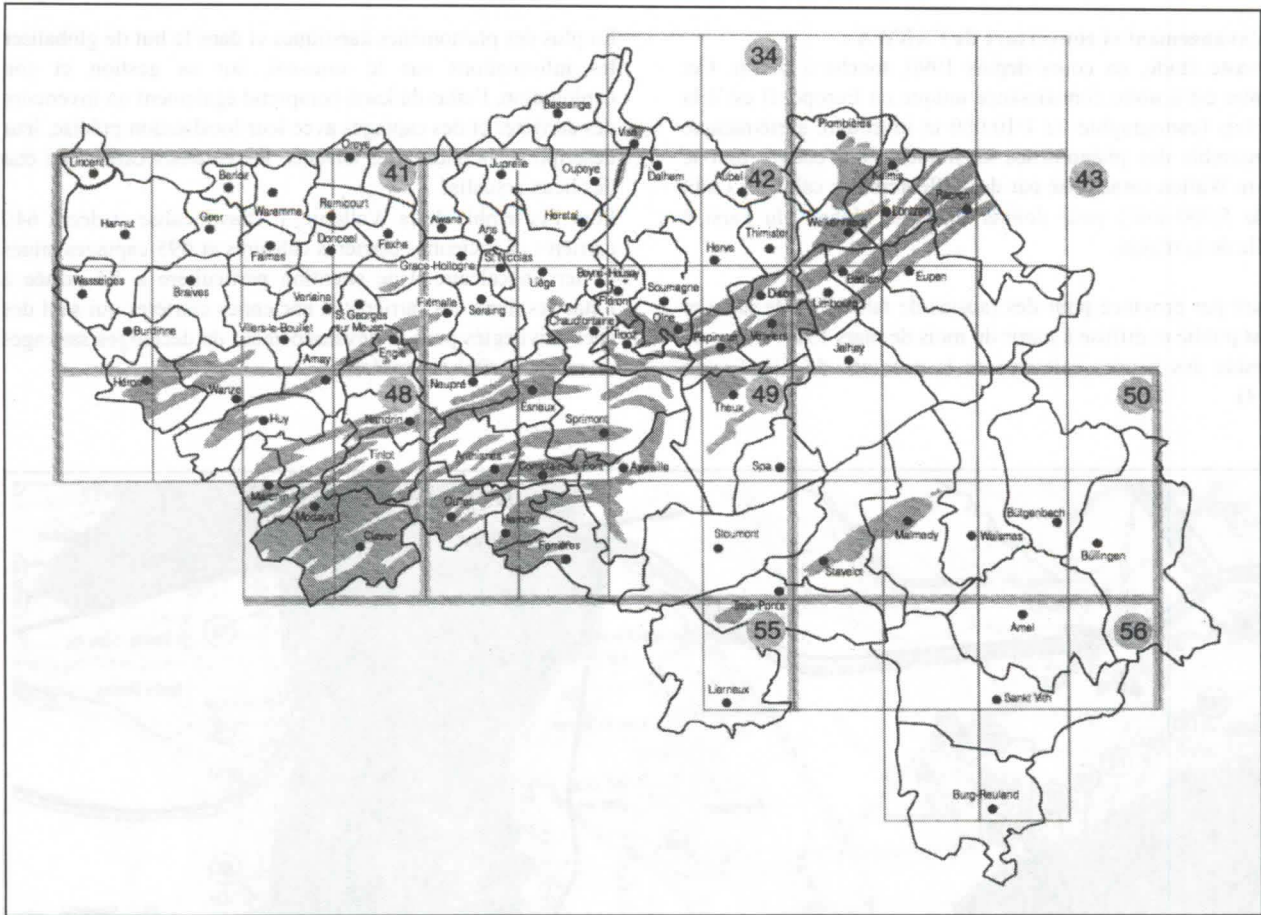 34
Bassenge
Visé
Plombières
Lincent
Oreye
41
Juprelle
Oupeye
Dalhem
Aubel
42
Kelmis
43
Berloz
Geer
Waremme
Remicourt
Hannut
Donceel
Fexhe
Awans
Ans
Herstal
Thimister
Welkenraedt
Lontzen
Raeren
Faimes
Grace-Hollogne
St Nicolas
Herve
Wasseiges
Braives
Verlaine
Liège
Beyne-Heusay
Fléron
Soumagne
Baelen
Eupen
Villers-le-Bouillet
St Georges
sur Meuse
Flémalle
Seraing
Chaudfontaine
Limbourg
Burdinne
Engis
Trooz
Olne
Pepinster
Verviers
Jalhay
Amay
Héron
Wanze
48
Neupré
Esneux
49
50
Theux
Huy
Nandrin
Sprimont
Tinlot
Anthisnes
Comblain-au-Pont
Aywaille
Spa
Marchin
Modave
Ouffet
Hamoir
Clavier
Ferrières
Stoumont
Malmedy
Waismes
Bütgenbach
Büllingen
Stavelot
Trois-Ponts
55
Amel
56
Lierneux
Sankt Vith
Burg-Reuland